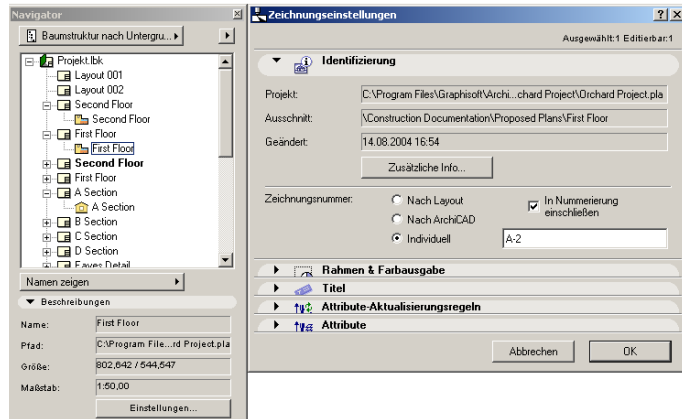 Navigator
Baumstruktur nach Untergru...
Projekt.lbk
Layout 001
Layout 002
Second Floor
Second Floor
First Floor
First Floor
Second Floor
First Floor
A Section
A Section
B Section
C Section
D Section
Eaves Detail
Namen zeigen
Beschreibungen
Name: First Floor
Pfad: C:\Program File...rd Project.pla
Größe: 802,642 / 544,547
Maßstab: 1:50,00
Einstellungen...
Zeichnungseinstellungen
Ausgewählt:1 Editierbar:1
Identifizierung
Projekt: C:\Program Files\Graphisoft\Archi...chard Project\Orchard Project.pla
Ausschnitt: \Construction Documentation\Proposed Plans\First Floor
Geändert: 14.08.2004 16:54
Zusätzliche Info...
Zeichnungsnummer: Nach Layout
Nach ArchiCAD
Individuell
In Nummerierung
einschließen
A-2
Rahmen & Farbausgabe
Titel
Attribute-Aktualisierungsregeln
Attribute
Abbrechen OK